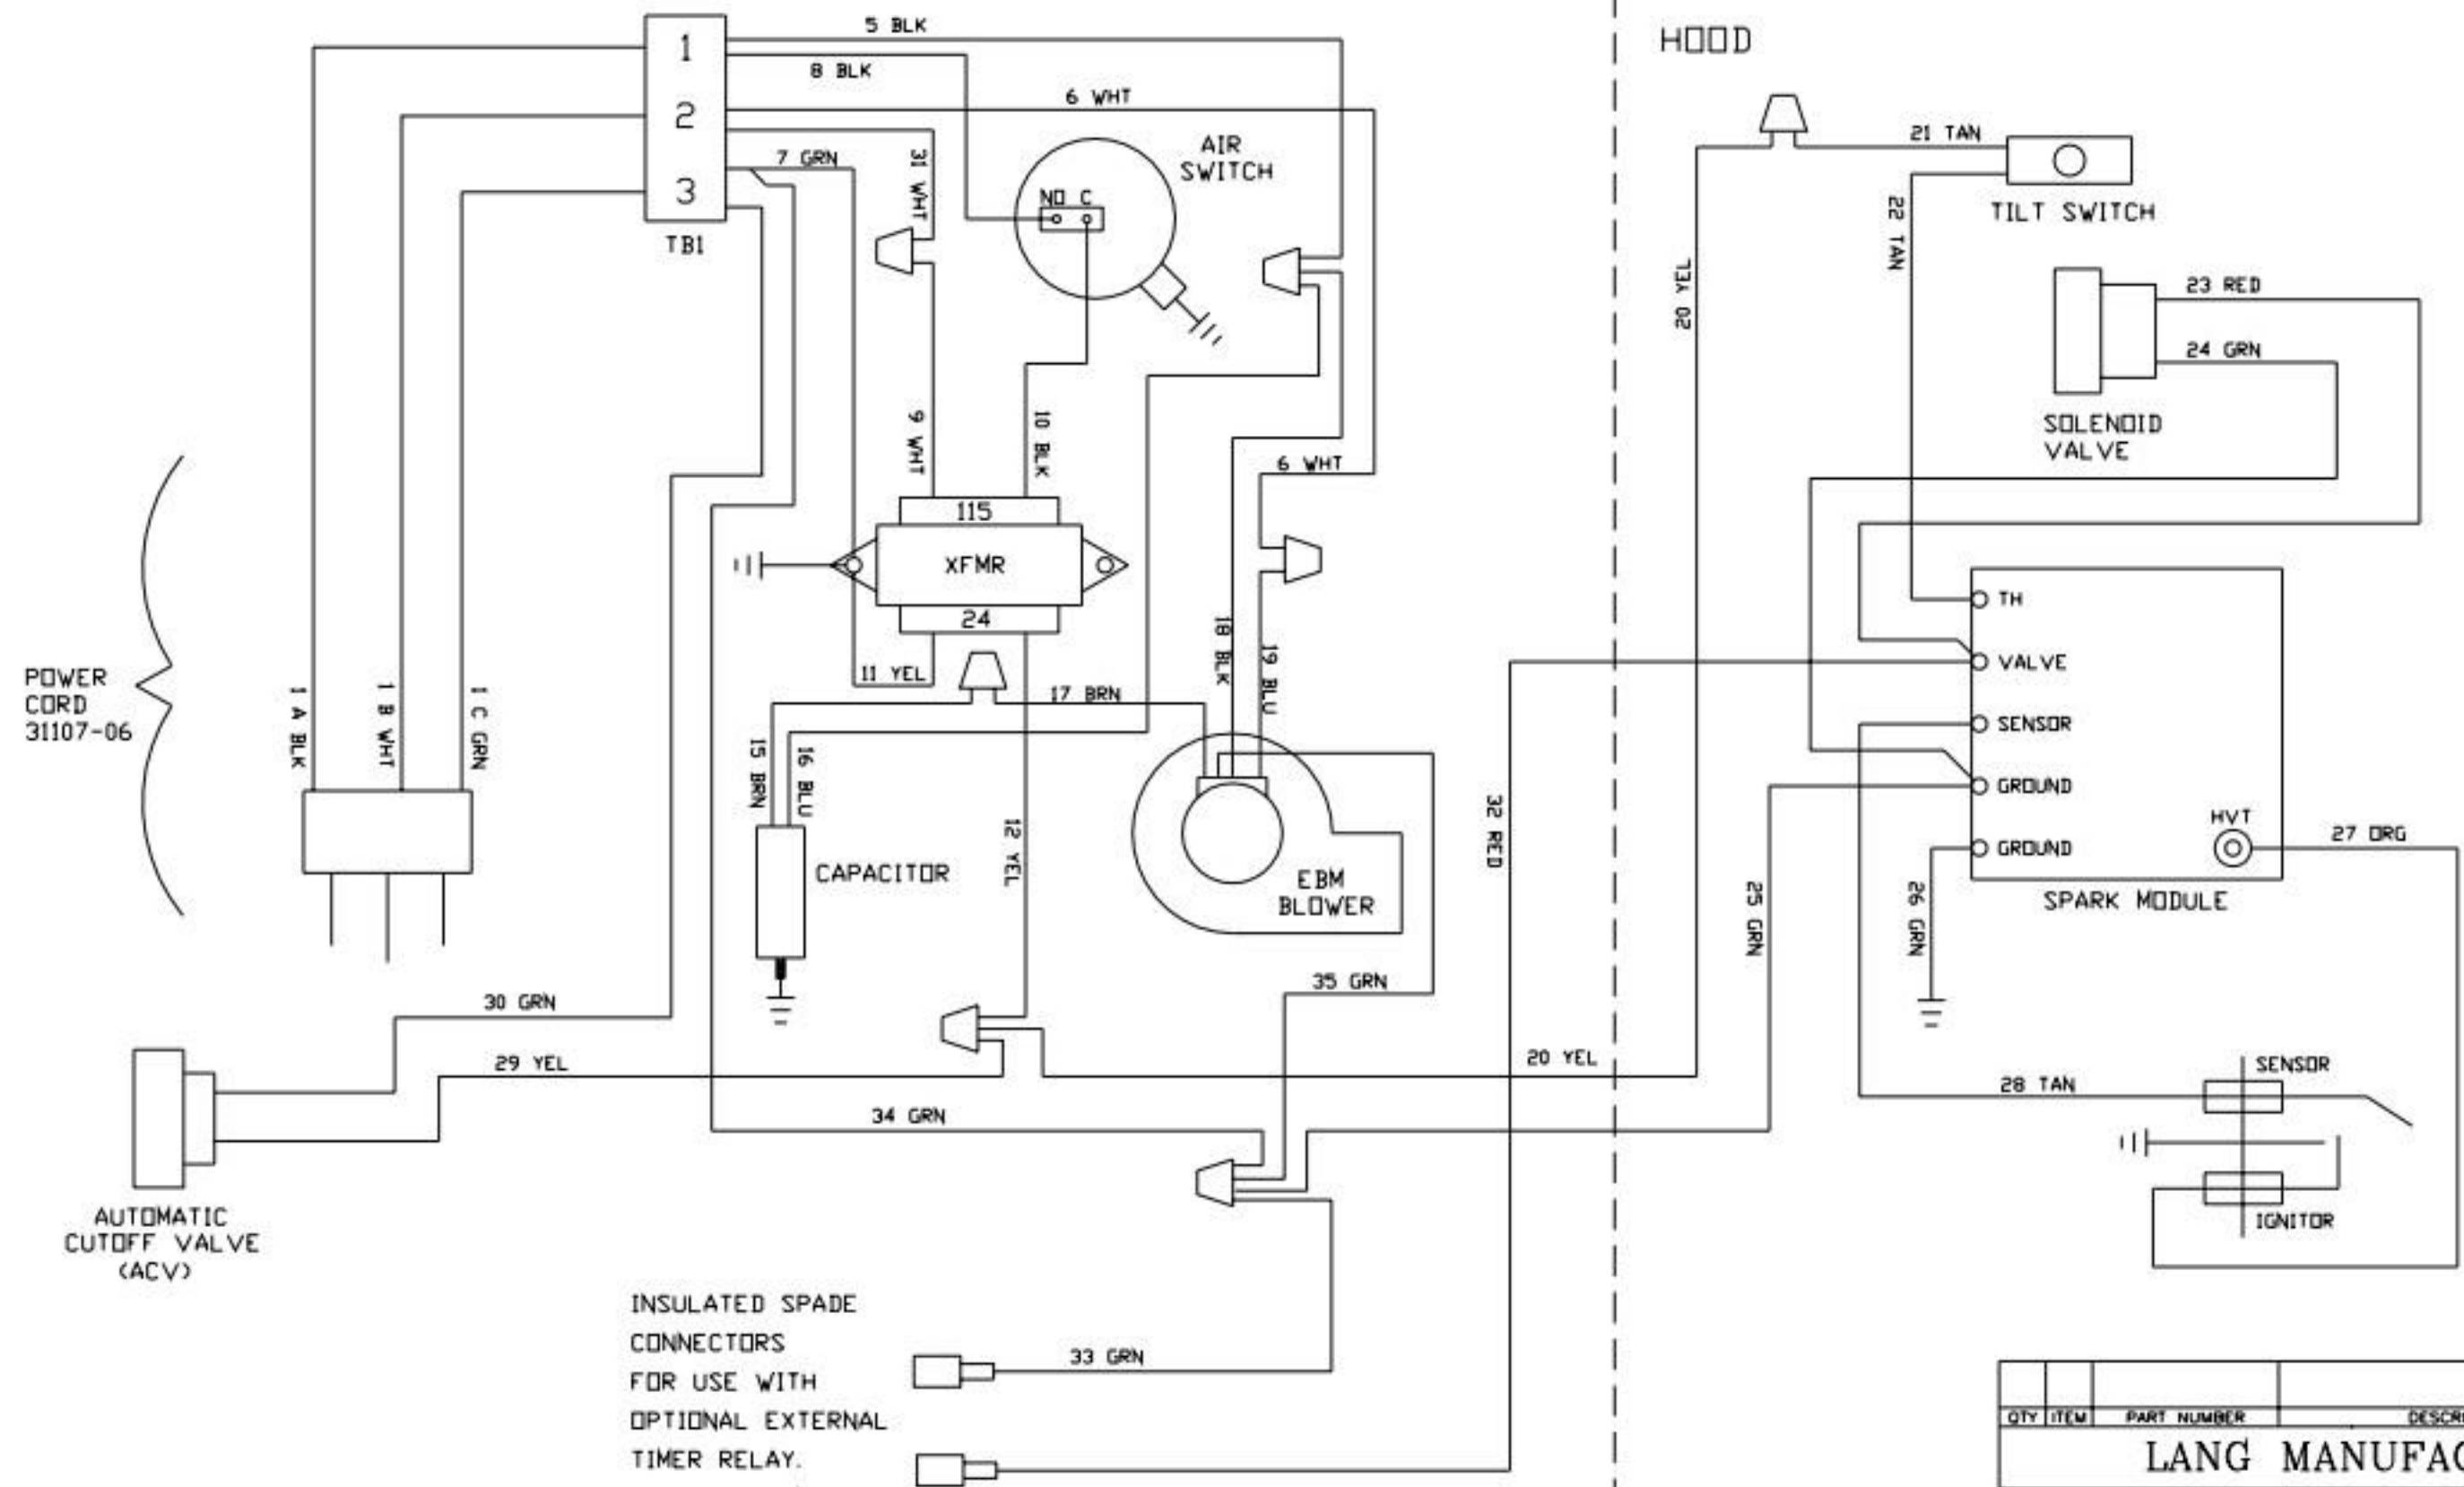 5 BLK
8 BLK
6 WHT
1
2
3
TB1
7 GRN
31 WHT
AIR
SWITCH
NO C
9 WHT
10 BLK
6 WHT
115
XFMR
24
11 YEL
17 BRN
18 BLK
19 BLU
POWER
CORD
31107-06
1 A BLK
1 B WHT
1 C GRN
15 BRN
16 BLU
CAPACITOR
12 YEL
EBM
BLOWER
35 GRN
30 GRN
29 YEL
34 GRN
20 YEL
32 RED
AUTOMATIC
CUTOFF VALVE
(ACV)
INSULATED SPADE
CONNECTORS
FOR USE WITH
OPTIONAL EXTERNAL
TIMER RELAY.
33 GRN
HOOD
21 TAN
TILT SWITCH
22 TAN
20 YEL
23 RED
24 GRN
SOLENOID
VALVE
TH
VALVE
SENSOR
GROUND
GROUND
HVT
SPARK MODULE
27 ORG
25 GRN
26 GRN
28 TAN
SENSOR
IGNITOR
QTY ITEM PART NUMBER DESCRI
LANG MANUFAC